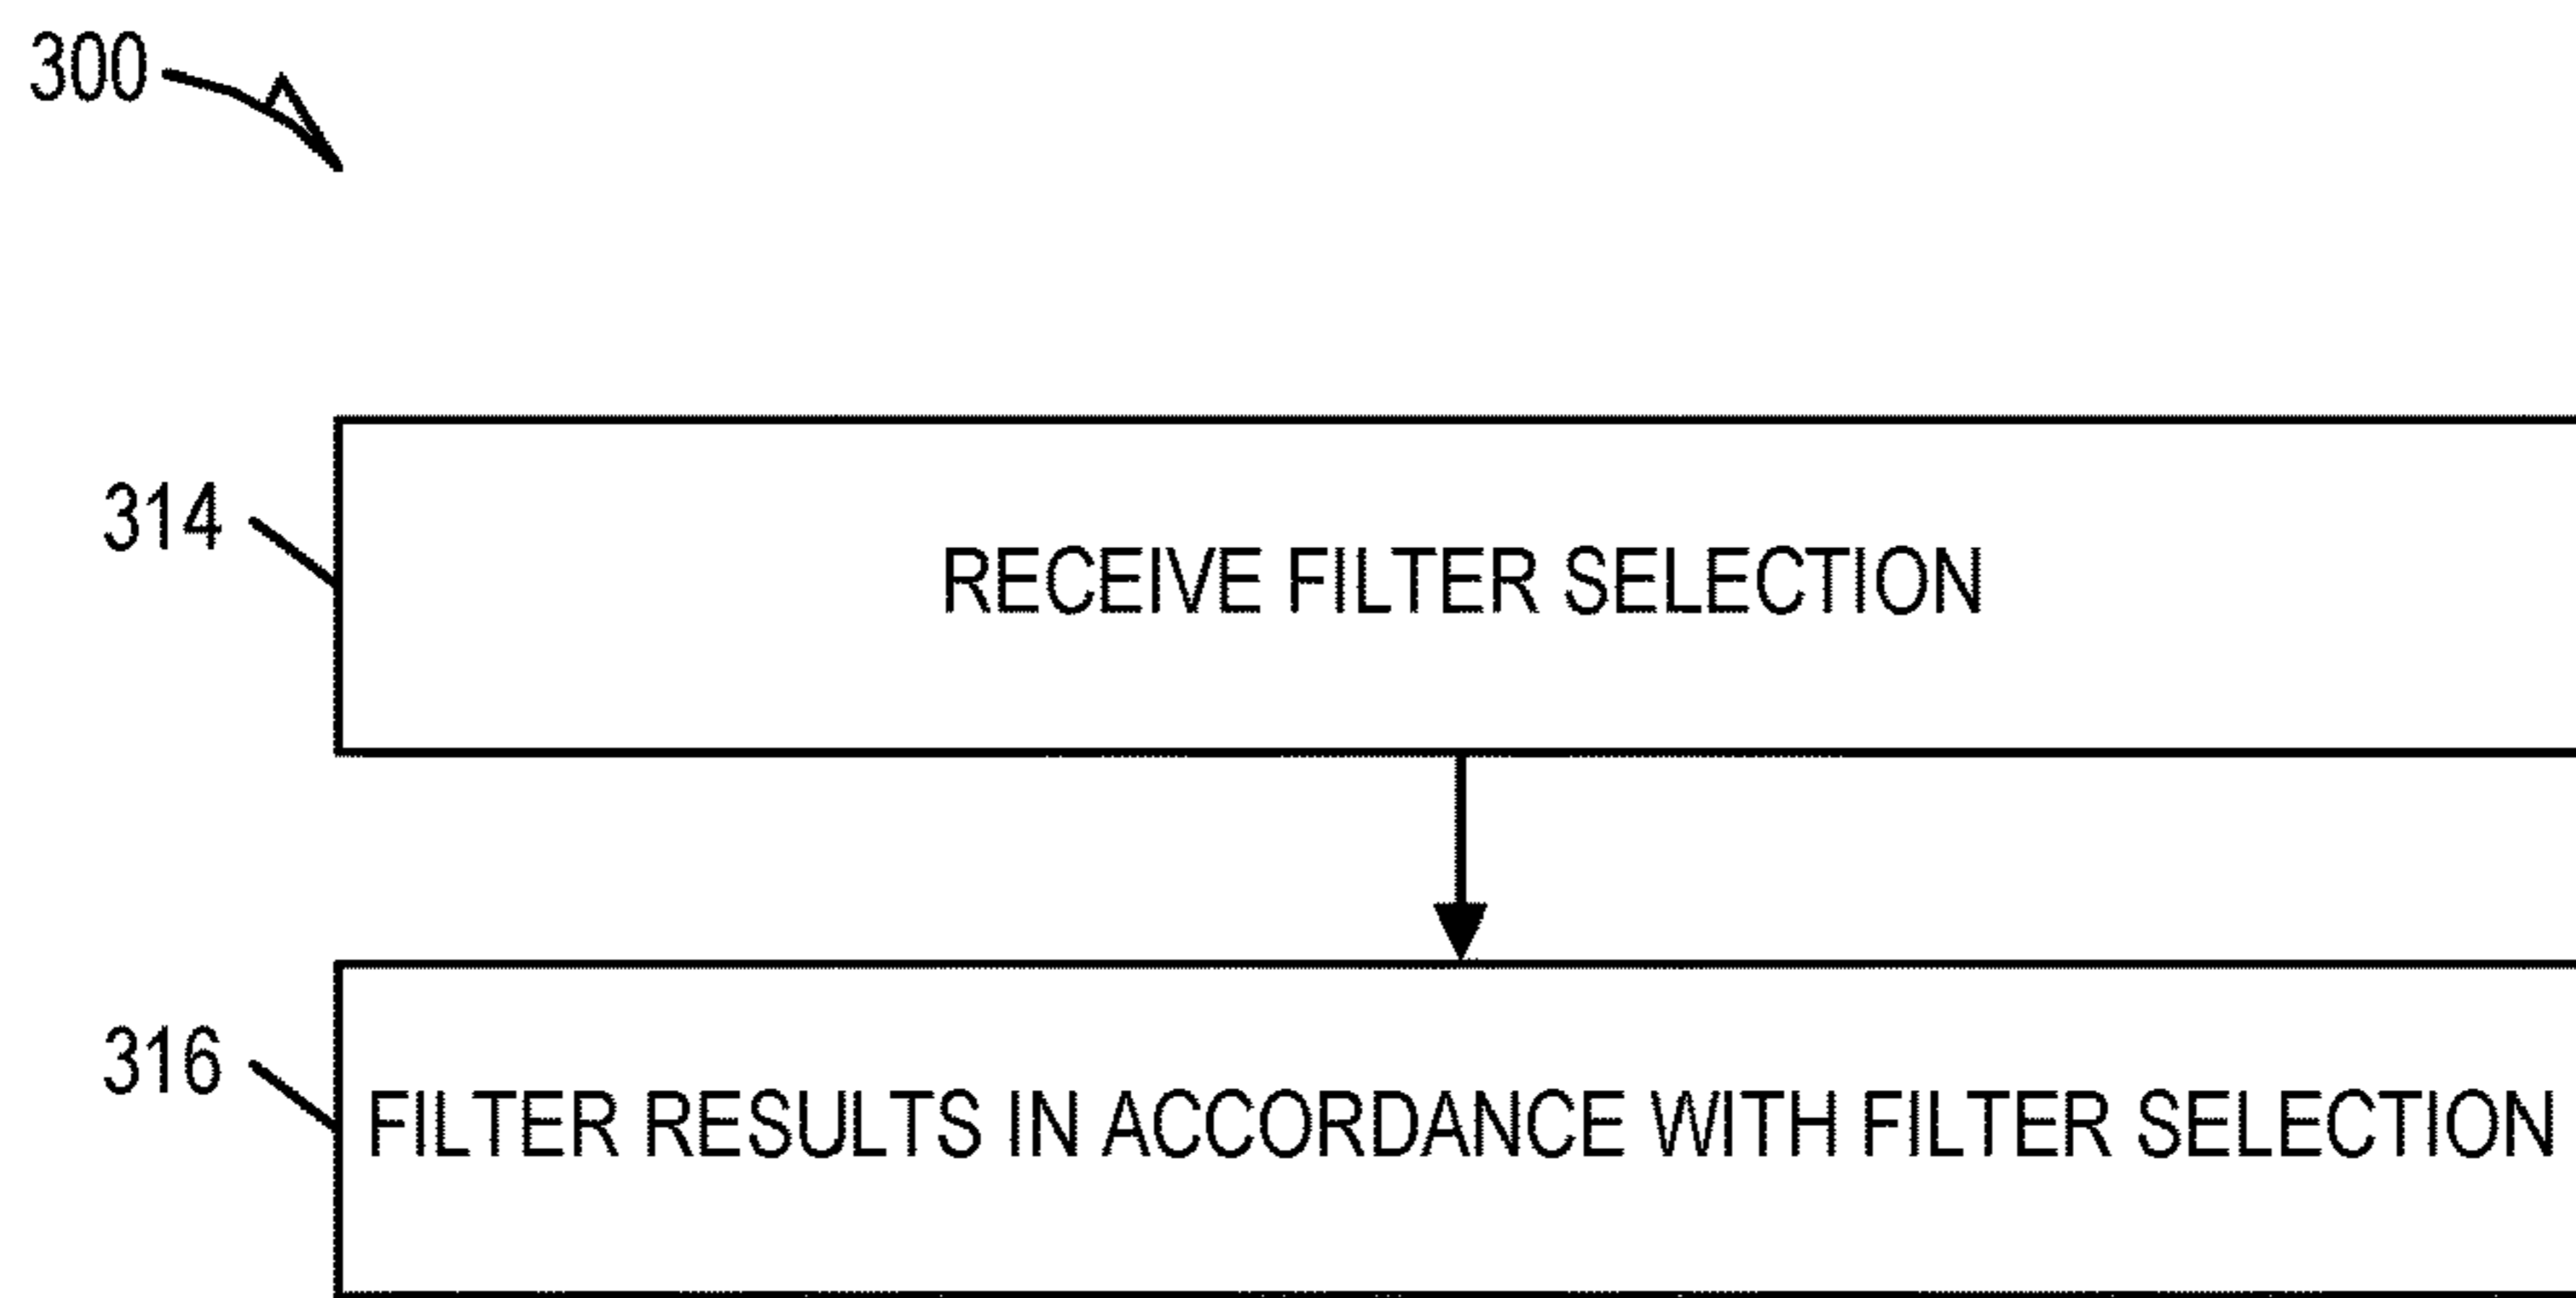 300
314
RECEIVE FILTER SELECTION
316
FILTER RESULTS IN ACCORDANCE WITH FILTER SELECTION